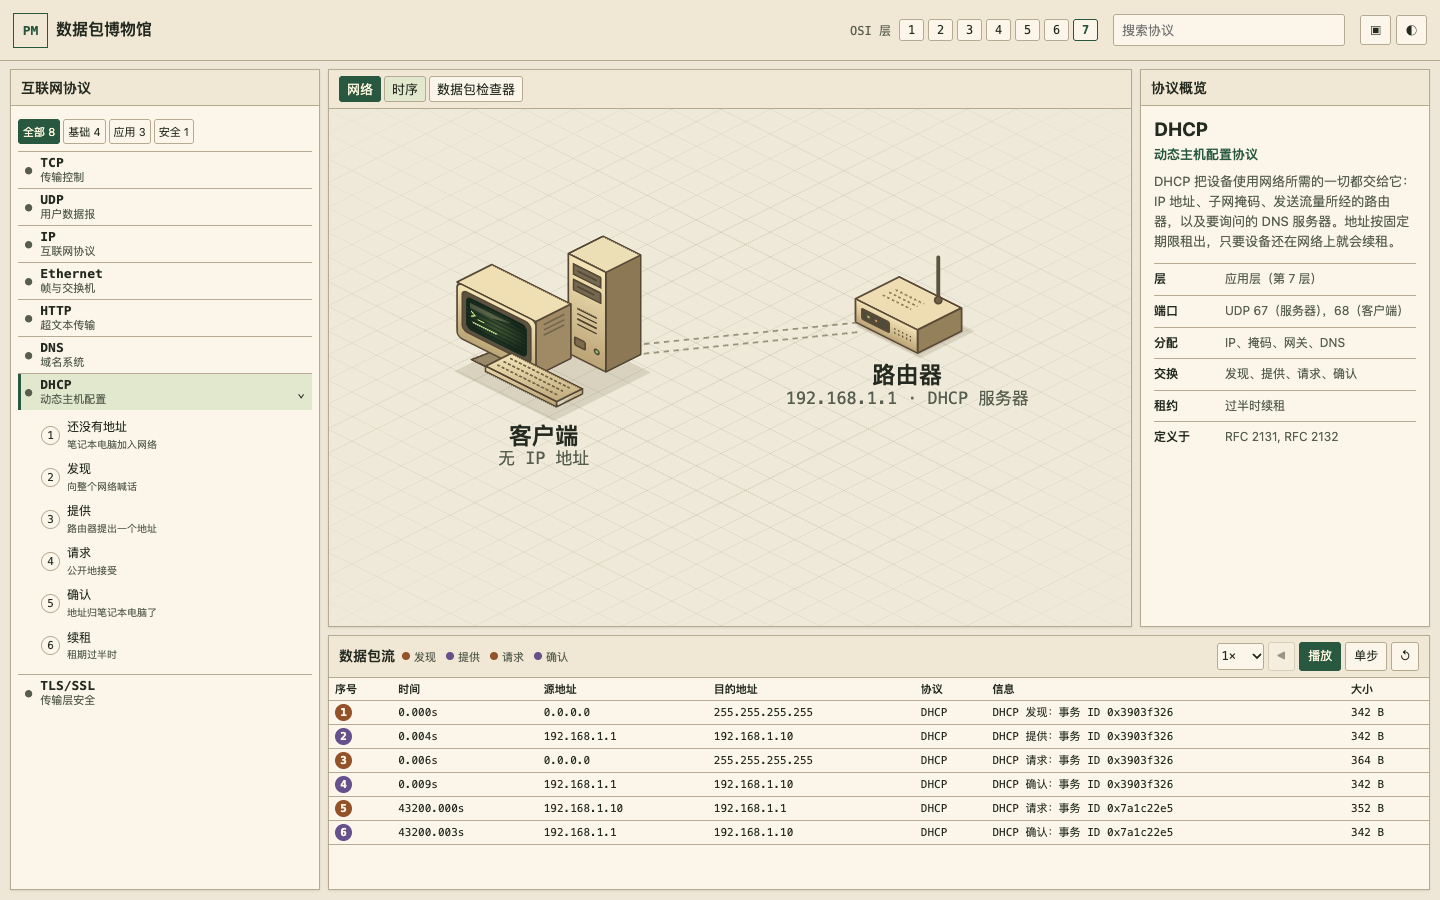 PM 数据包博物馆
OSI 层 1 2 3 4 5 6 7 搜索协议
互联网协议
全部 8 基础 4 应用 3 安全 1
TCP
传输控制
UDP
用户数据报
IP
互联网协议
Ethernet
帧与交换机
HTTP
超文本传输
DNS
域名系统
DHCP
动态主机配置
1 还没有地址
笔记本电脑加入网络
2 发现
向整个网络喊话
3 提供
路由器提出一个地址
4 请求
公开地接受
5 确认
地址归笔记本电脑了
6 续租
租期过半时
TLS/SSL
传输层安全
网络 时序 数据包检查器
客户端
无 IP 地址
路由器
192.168.1.1 · DHCP 服务器
协议概览
DHCP
动态主机配置协议
DHCP 把设备使用网络所需的一切都交给它：
IP 地址、子网掩码、发送流量所经的路由
器，以及要询问的 DNS 服务器。地址按固定
期限租出，只要设备还在网络上就会续租。
层 应用层（第 7 层）
端口 UDP 67（服务器），68（客户端）
分配 IP、掩码、网关、DNS
交换 发现、提供、请求、确认
租约 过半时续租
定义于 RFC 2131, RFC 2132
数据包流 发现 提供 请求 确认 1× 播放 单步
序号 时间 源地址 目的地址 协议 信息 大小
1 0.000s 0.0.0.0 255.255.255.255 DHCP DHCP 发现：事务 ID 0x3903f326 342 B
2 0.004s 192.168.1.1 192.168.1.10 DHCP DHCP 提供：事务 ID 0x3903f326 342 B
3 0.006s 0.0.0.0 255.255.255.255 DHCP DHCP 请求：事务 ID 0x3903f326 364 B
4 0.009s 192.168.1.1 192.168.1.10 DHCP DHCP 确认：事务 ID 0x3903f326 342 B
5 43200.000s 192.168.1.10 192.168.1.1 DHCP DHCP 请求：事务 ID 0x7a1c22e5 352 B
6 43200.003s 192.168.1.1 192.168.1.10 DHCP DHCP 确认：事务 ID 0x7a1c22e5 342 B